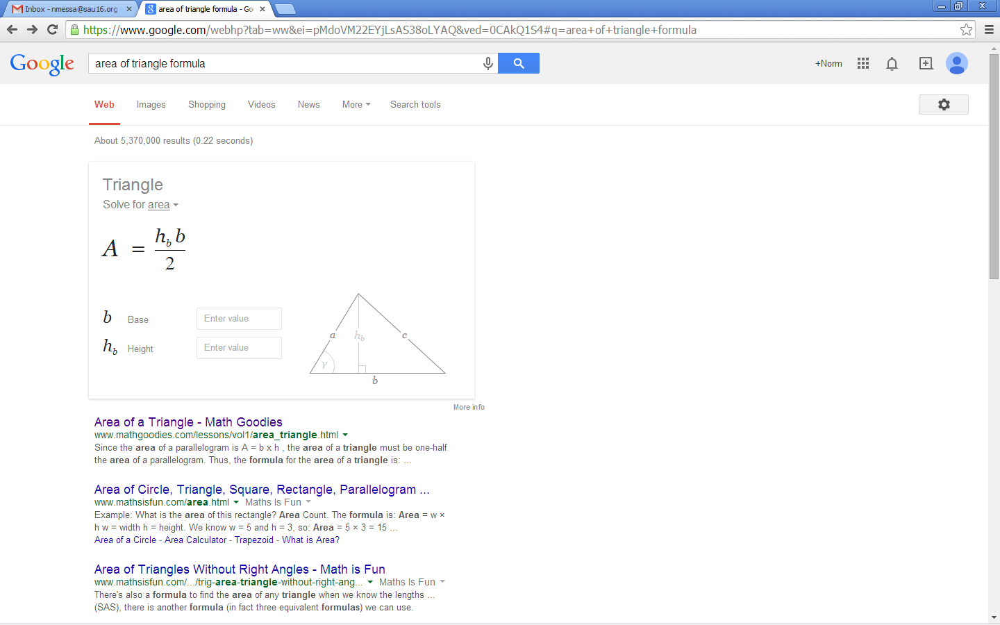 Inbox - nmessa@sau16.org
area of triangle formula - Go
https://www.google.com/webhp?tab=ww&ei=pMdoVM22EYjLsAS38oLYAQ&ved=0CAkQ1S4#q=area+of+triangle+formula
Google
area of triangle formula
+Norm
Web Images Shopping Videos News More Search tools
About 5,370,000 results (0.22 seconds)
Triangle
Solve for area
A = h_b b / 2
b Base Enter value
h_b Height Enter value
a h_b c
γ
b
More info
Area of a Triangle - Math Goodies
www.mathgoodies.com/lessons/vol1/area_triangle.html
Since the area of a parallelogram is A = b x h , the area of a triangle must be one-half
the area of a parallelogram. Thus, the formula for the area of a triangle is: ...
Area of Circle, Triangle, Square, Rectangle, Parallelogram ...
www.mathsisfun.com/area.html Maths Is Fun
Example: What is the area of this rectangle? Area Count. The formula is: Area = w ×
h w = width h = height. We know w = 5 and h = 3, so: Area = 5 × 3 = 15 ...
Area of a Circle - Area Calculator - Trapezoid - What is Area?
Area of Triangles Without Right Angles - Math is Fun
www.mathsisfun.com/.../trig-area-triangle-without-right-ang... Maths Is Fun
There's also a formula to find the area of any triangle when we know the lengths ...
(SAS), there is another formula (in fact three equivalent formulas) we can use.